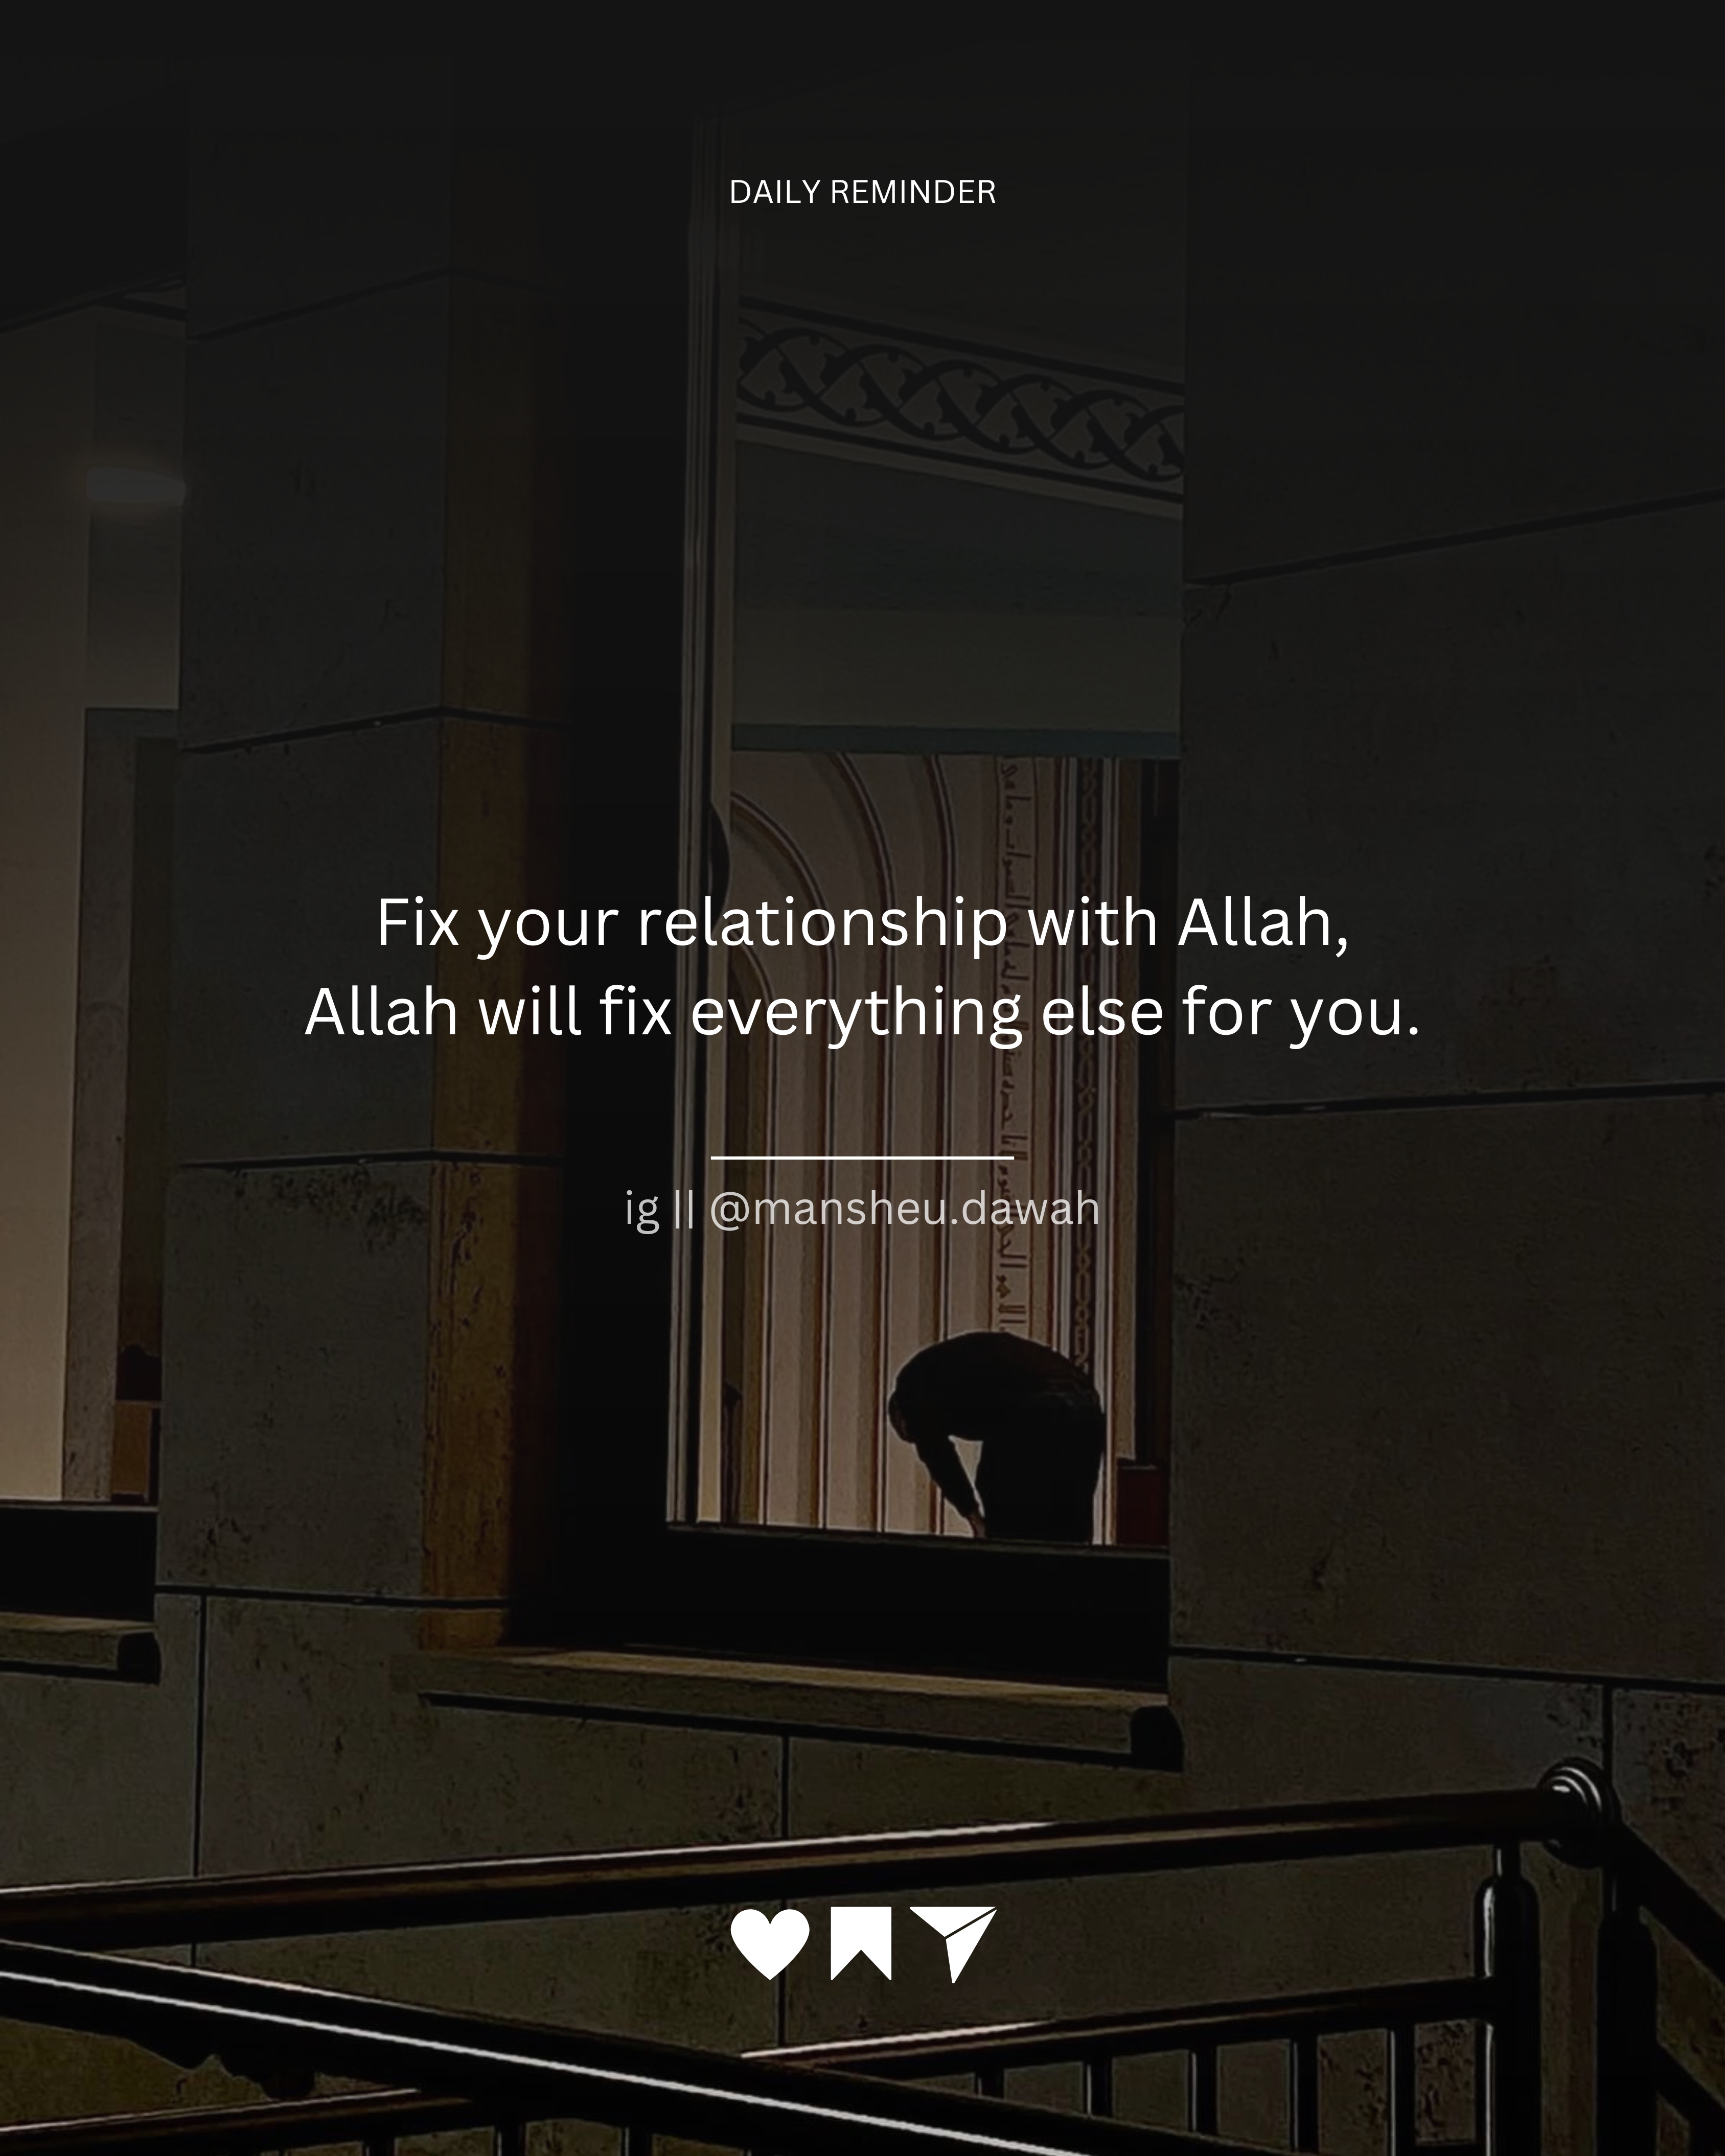 DAILY REMINDER
Fix your relationship with Allah,
Allah will fix everything else for you.
ig || @mansheu.dawah